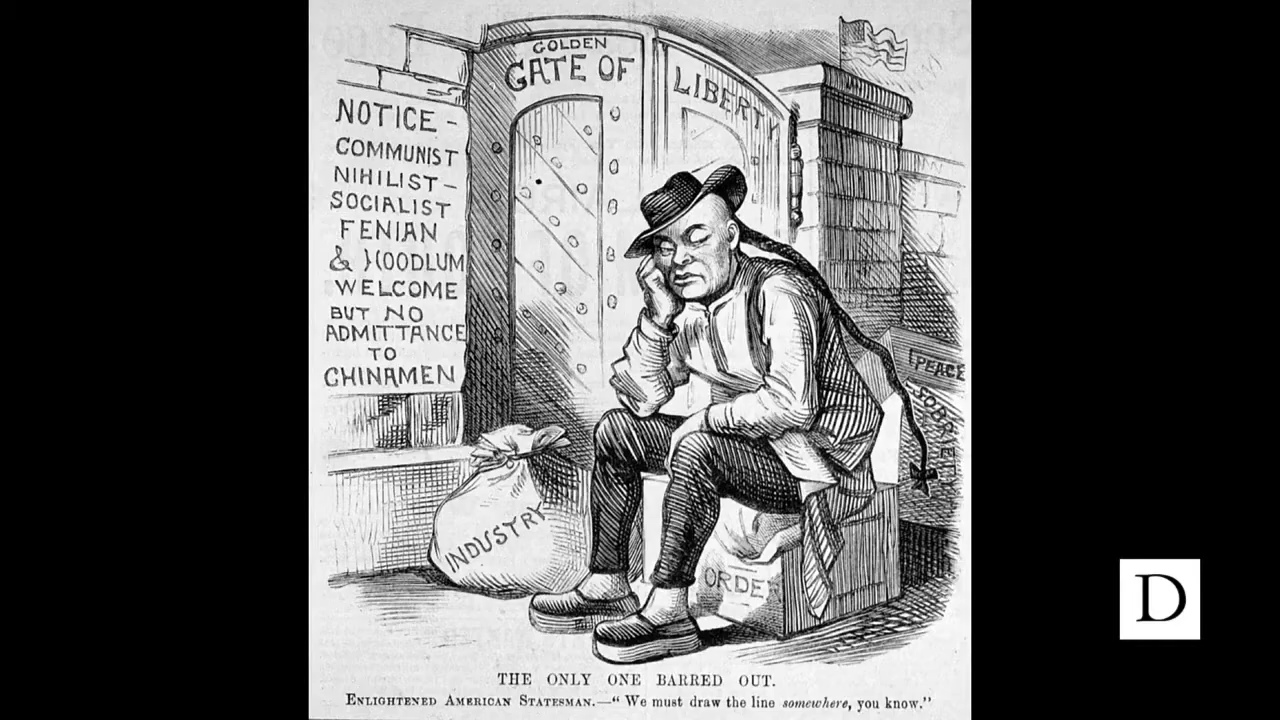 GOLDEN
GATE OF
LIBERTY
NOTICE -
COMMUNIST
NIHILIST -
SOCIALIST
FENIAN
& HOODLUM
WELCOME
BUT NO
ADMITTANCE
TO
CHINAMEN
PEACE
SOBRIETY
INDUSTRY
ORDER
D
THE ONLY ONE BARRED OUT.
ENLIGHTENED AMERICAN STATESMAN.—"We must draw the line somewhere, you know."